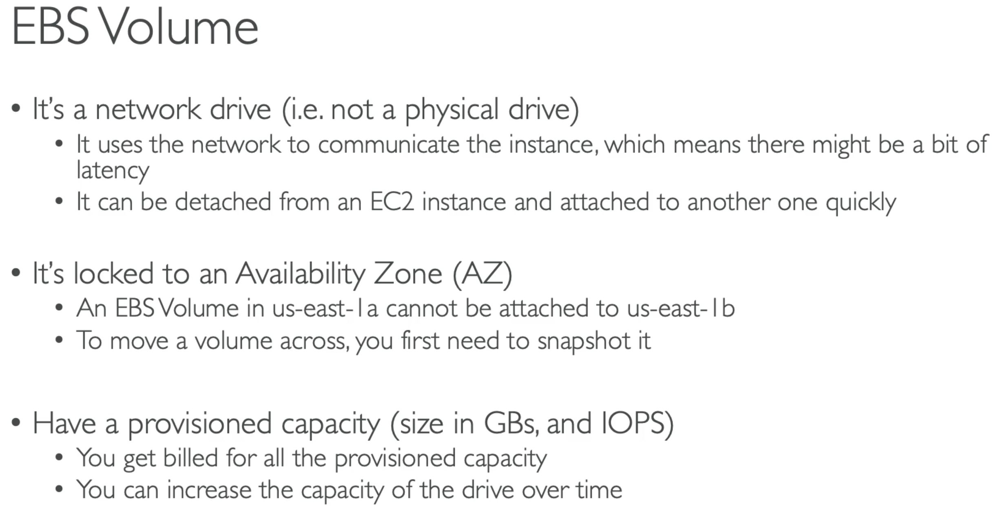 EBS Volume
• It's a network drive (i.e. not a physical drive)
• It uses the network to communicate the instance, which means there might be a bit of
latency
• It can be detached from an EC2 instance and attached to another one quickly
• It's locked to an Availability Zone (AZ)
• An EBS Volume in us-east-1a cannot be attached to us-east-1b
• To move a volume across, you first need to snapshot it
• Have a provisioned capacity (size in GBs, and IOPS)
• You get billed for all the provisioned capacity
• You can increase the capacity of the drive over time